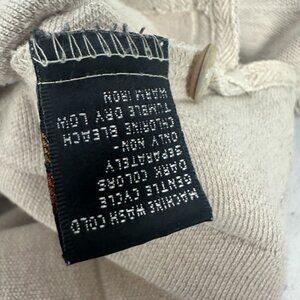 MACHINE WASH COLD
GENTLE CYCLE
DARK COLORS
SEPARATELY
ONLY NON-
CHLORINE BLEACH
TUMBLE DRY LOW
WARM IRON